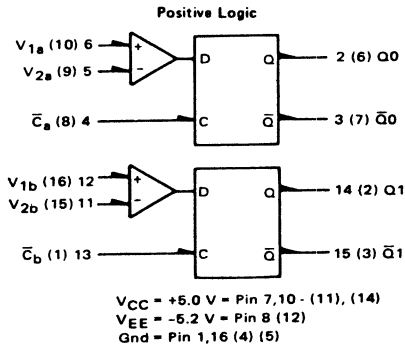 Positive Logic
V1a (10) 6
+
V2a (9) 5
-
D
Q
2 (6) Q0
C̅a (8) 4
C
Q̅
3 (7) Q̅0
V1b (16) 12
+
V2b (15) 11
-
D
Q
14 (2) Q1
C̅b (1) 13
C
Q̅
15 (3) Q̅1
VCC = +5.0 V = Pin 7,10 - (11), (14)
VEE = -5.2 V = Pin 8 (12)
Gnd = Pin 1,16 (4) (5)